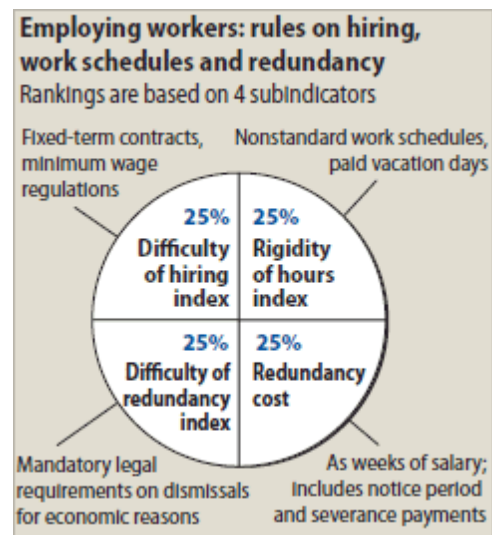 Employing workers: rules on hiring,
work schedules and redundancy
Rankings are based on 4 subindicators
Fixed-term contracts,
minimum wage
regulations
Nonstandard work schedules,
paid vacation days
25%
Difficulty
of hiring
index
25%
Rigidity
of hours
index
25%
Difficulty of
redundancy
index
25%
Redundancy
cost
Mandatory legal
requirements on dismissals
for economic reasons
As weeks of salary;
includes notice period
and severance payments